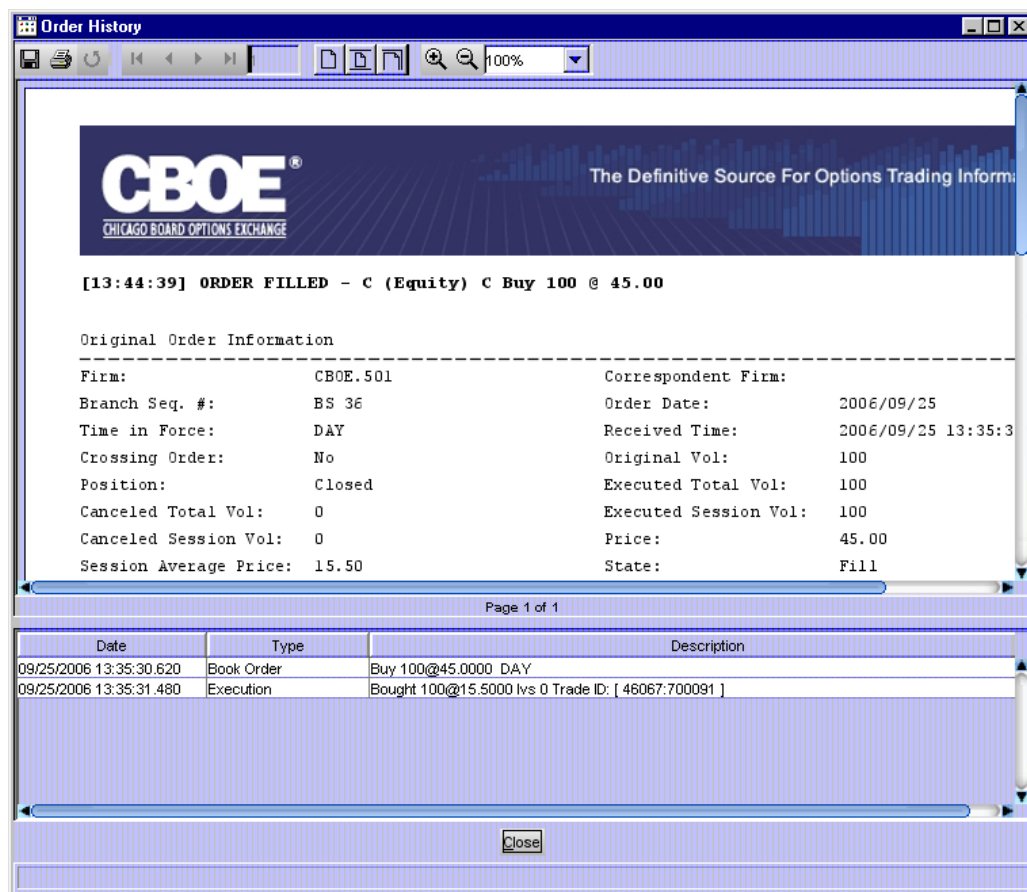 Order History
100%
CBOE®
CHICAGO BOARD OPTIONS EXCHANGE
The Definitive Source For Options Trading Informa
[13:44:39] ORDER FILLED - C (Equity) C Buy 100 @ 45.00
Original Order Information
Firm: CBOE.501 Correspondent Firm:
Branch Seq. #: BS 36 Order Date: 2006/09/25
Time in Force: DAY Received Time: 2006/09/25 13:35:3
Crossing Order: No Original Vol: 100
Position: Closed Executed Total Vol: 100
Canceled Total Vol: 0 Executed Session Vol: 100
Canceled Session Vol: 0 Price: 45.00
Session Average Price: 15.50 State: Fill
Page 1 of 1
Date Type Description
09/25/2006 13:35:30.620 Book Order Buy 100@45.0000 DAY
09/25/2006 13:35:31.480 Execution Bought 100@15.5000 lvs 0 Trade ID: [ 46067:700091 ]
Close